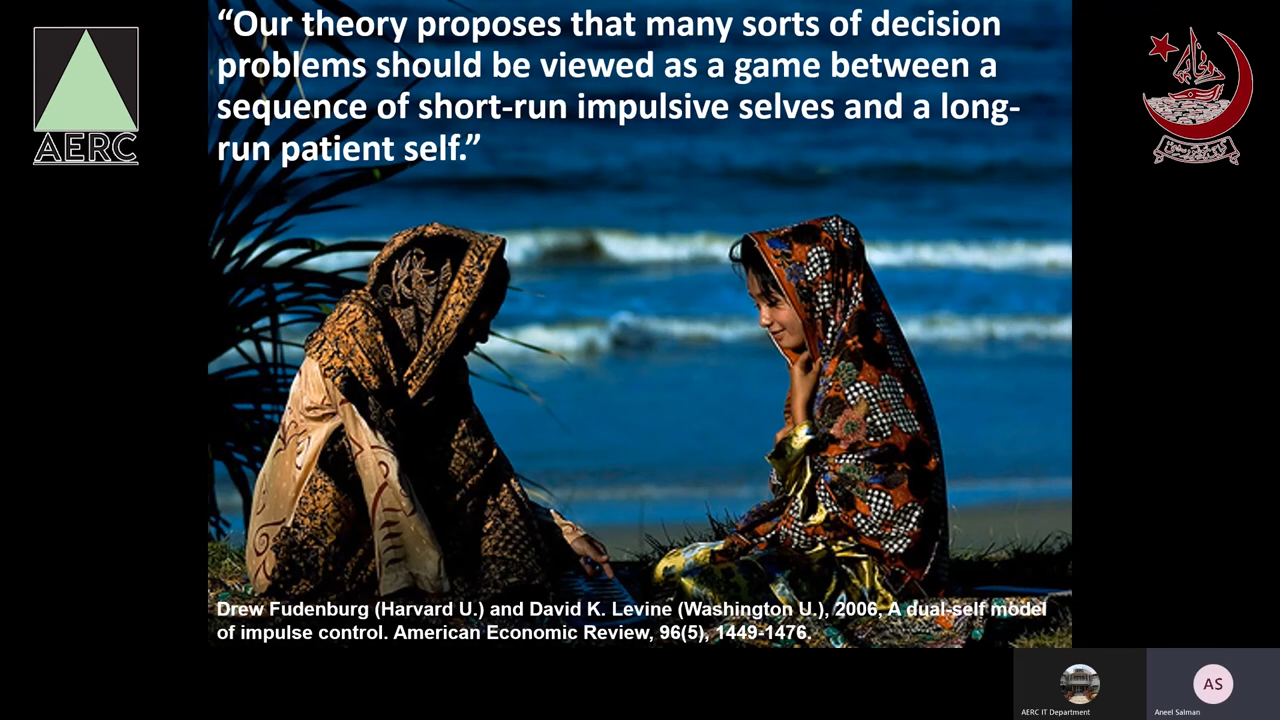 “Our theory proposes that many sorts of decision
problems should be viewed as a game between a
sequence of short-run impulsive selves and a long-
run patient self.”
AERC
Drew Fudenburg (Harvard U.) and David K. Levine (Washington U.), 2006, A dual-self model
of impulse control. American Economic Review, 96(5), 1449-1476.
AERC IT Department
AS
Aneel Salman